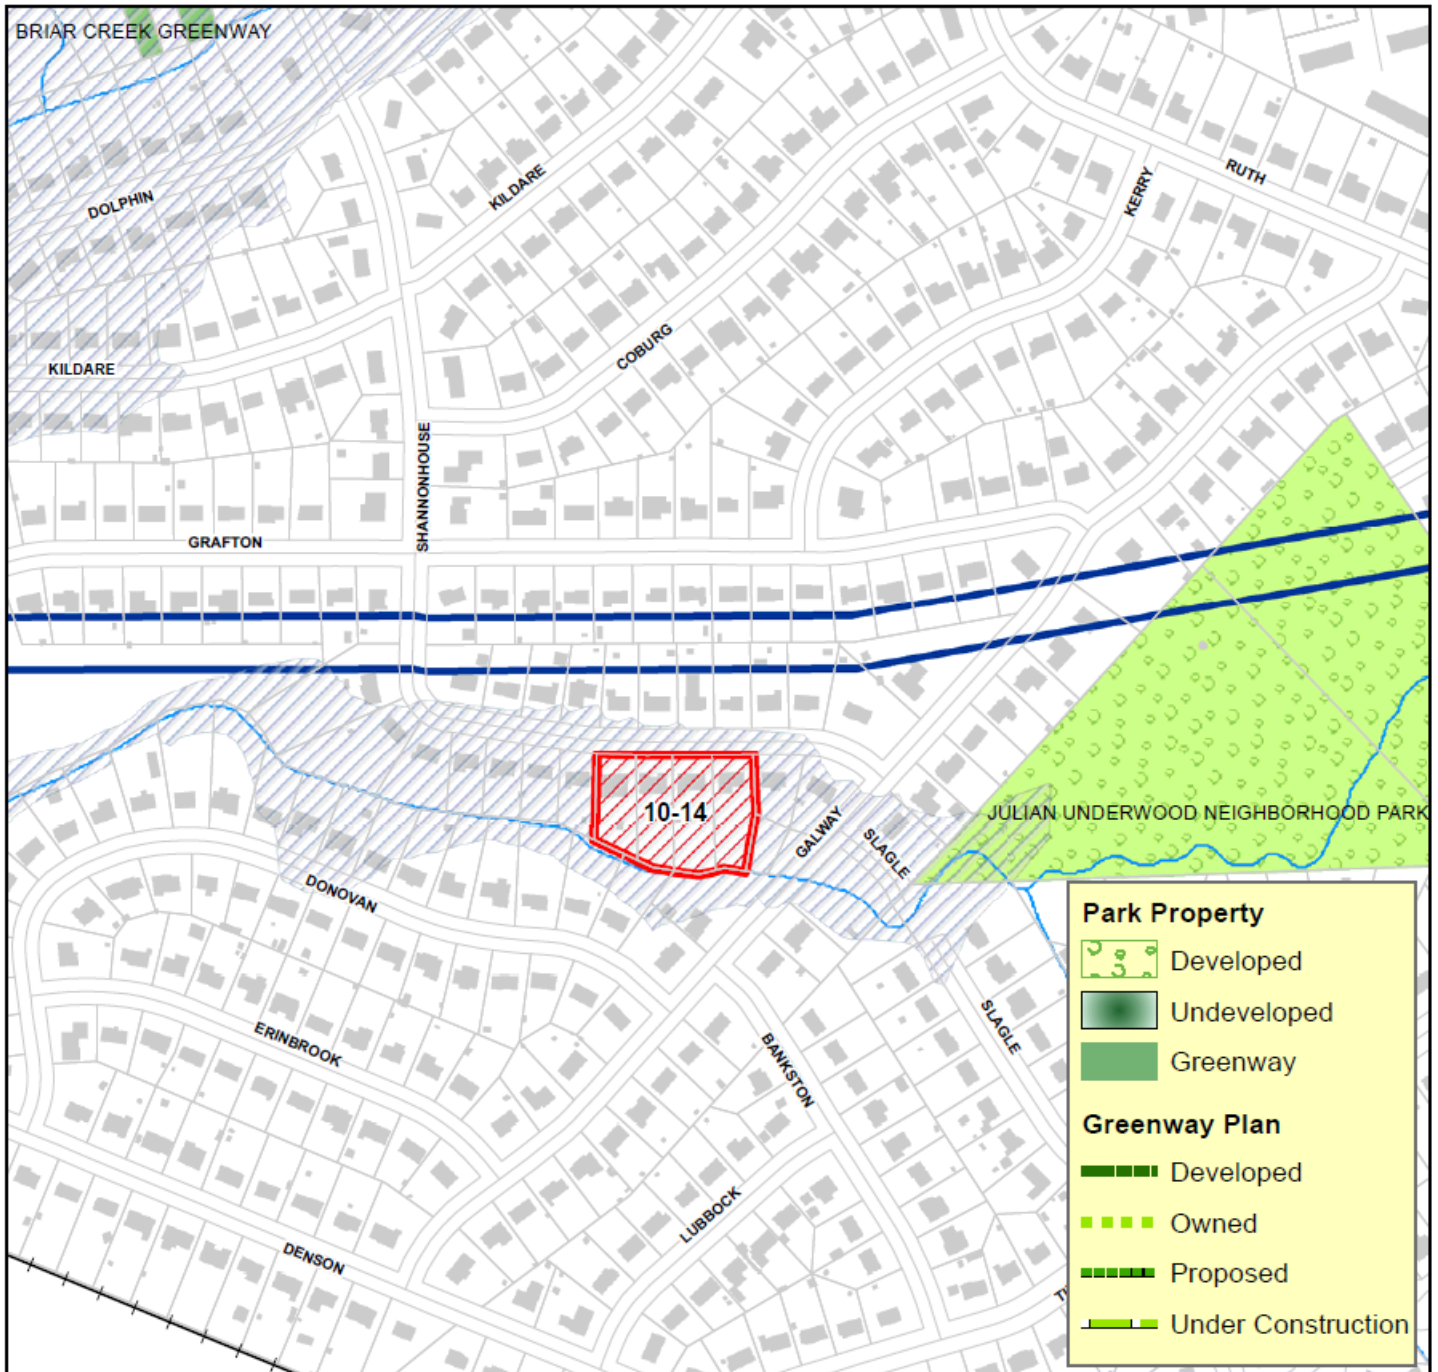 BRIAR CREEK GREENWAY
RUTH
KERRY
KILDARE
DOLPHIN
COBURG
KILDARE
SHANNONHOUSE
GRAFTON
10-14
JULIAN UNDERWOOD NEIGHBORHOOD PARK
GALWAY
SLAGLE
DONOVAN
SLAGLE
ERINBROOK
BANKSTON
LUBBOCK
DENSON
Park Property
Developed
Undeveloped
Greenway
Greenway Plan
Developed
Owned
Proposed
Under Construction